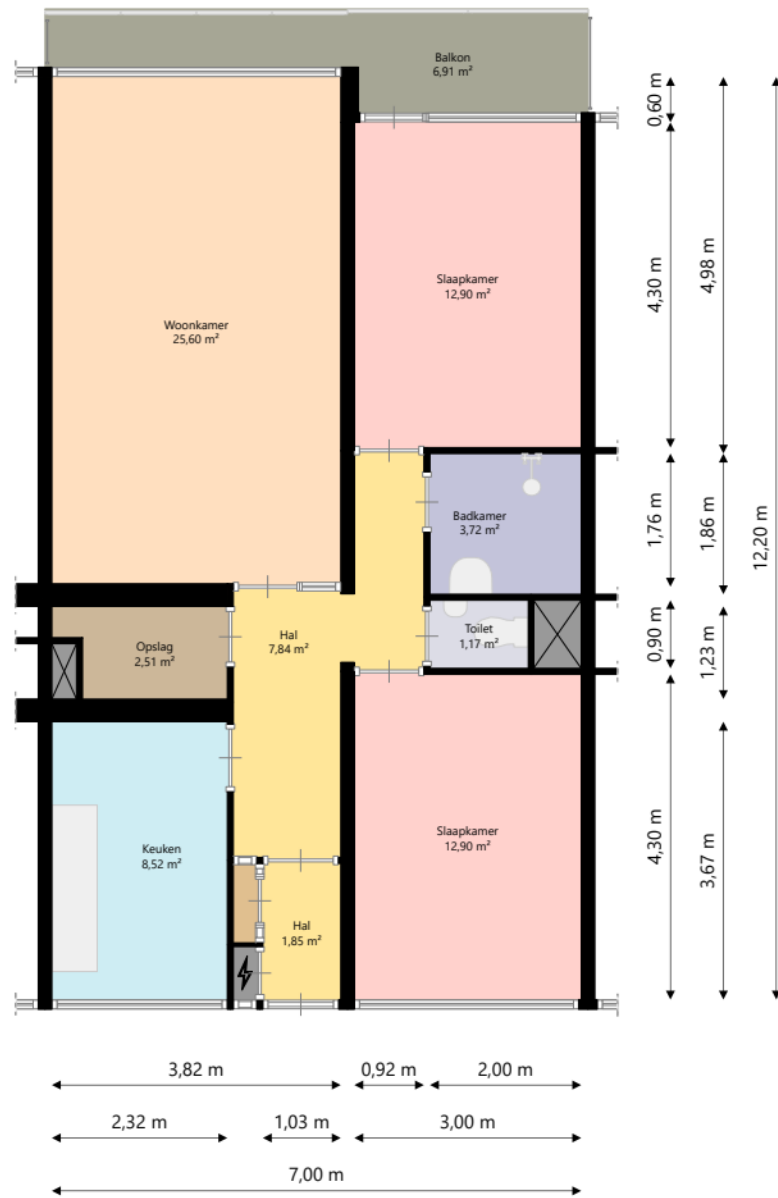 Balkon
6,91 m²
0,60 m
Slaapkamer
12,90 m²
4,30 m
4,98 m
Woonkamer
25,60 m²
12,20 m
Badkamer
3,72 m²
1,76 m
1,86 m
Hal
7,84 m²
Toilet
1,17 m²
Opslag
2,51 m²
0,90 m
1,23 m
Slaapkamer
12,90 m²
4,30 m
3,67 m
Keuken
8,52 m²
Hal
1,85 m²
3,82 m
0,92 m
2,00 m
2,32 m
1,03 m
3,00 m
7,00 m